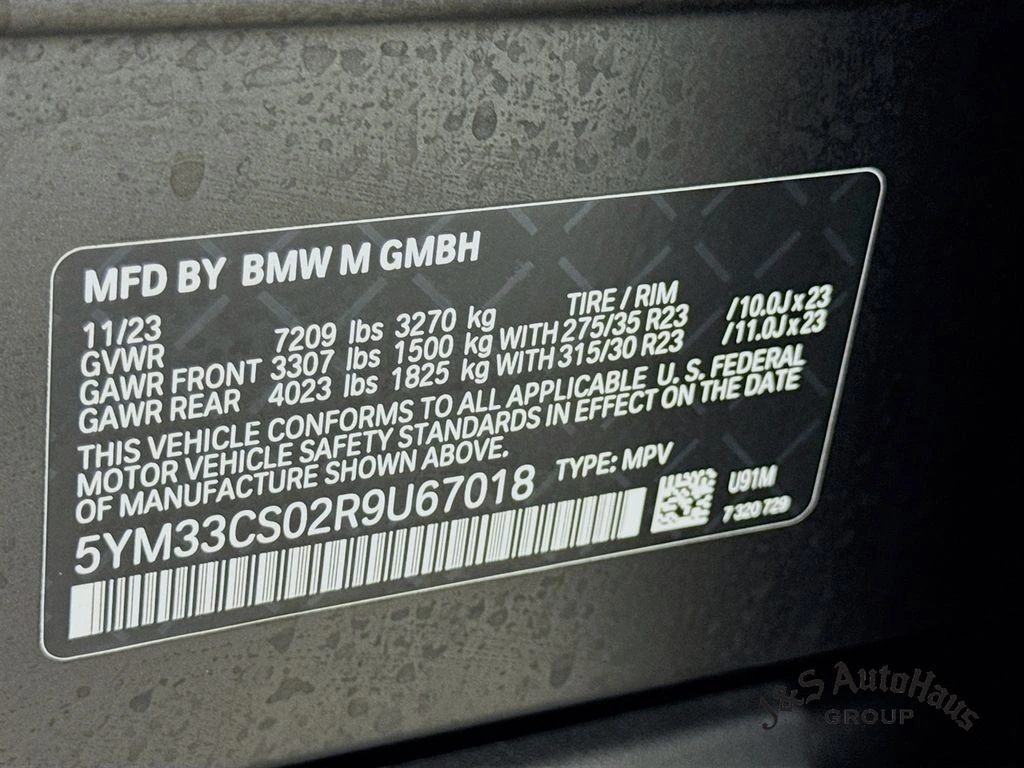 MFD BY BMW M GMBH
11/23 TIRE / RIM
GVWR 7209 lbs 3270 kg
GAWR FRONT 3307 lbs 1500 kg WITH 275/35 R23 /10.0J x 23
GAWR REAR 4023 lbs 1825 kg WITH 315/30 R23 /11.0J x 23
THIS VEHICLE CONFORMS TO ALL APPLICABLE U. S. FEDERAL
MOTOR VEHICLE SAFETY STANDARDS IN EFFECT ON THE DATE
OF MANUFACTURE SHOWN ABOVE.
5YM33CS02R9U67018 TYPE: MPV
U91M
7 320 729
J&S AutoHaus
GROUP